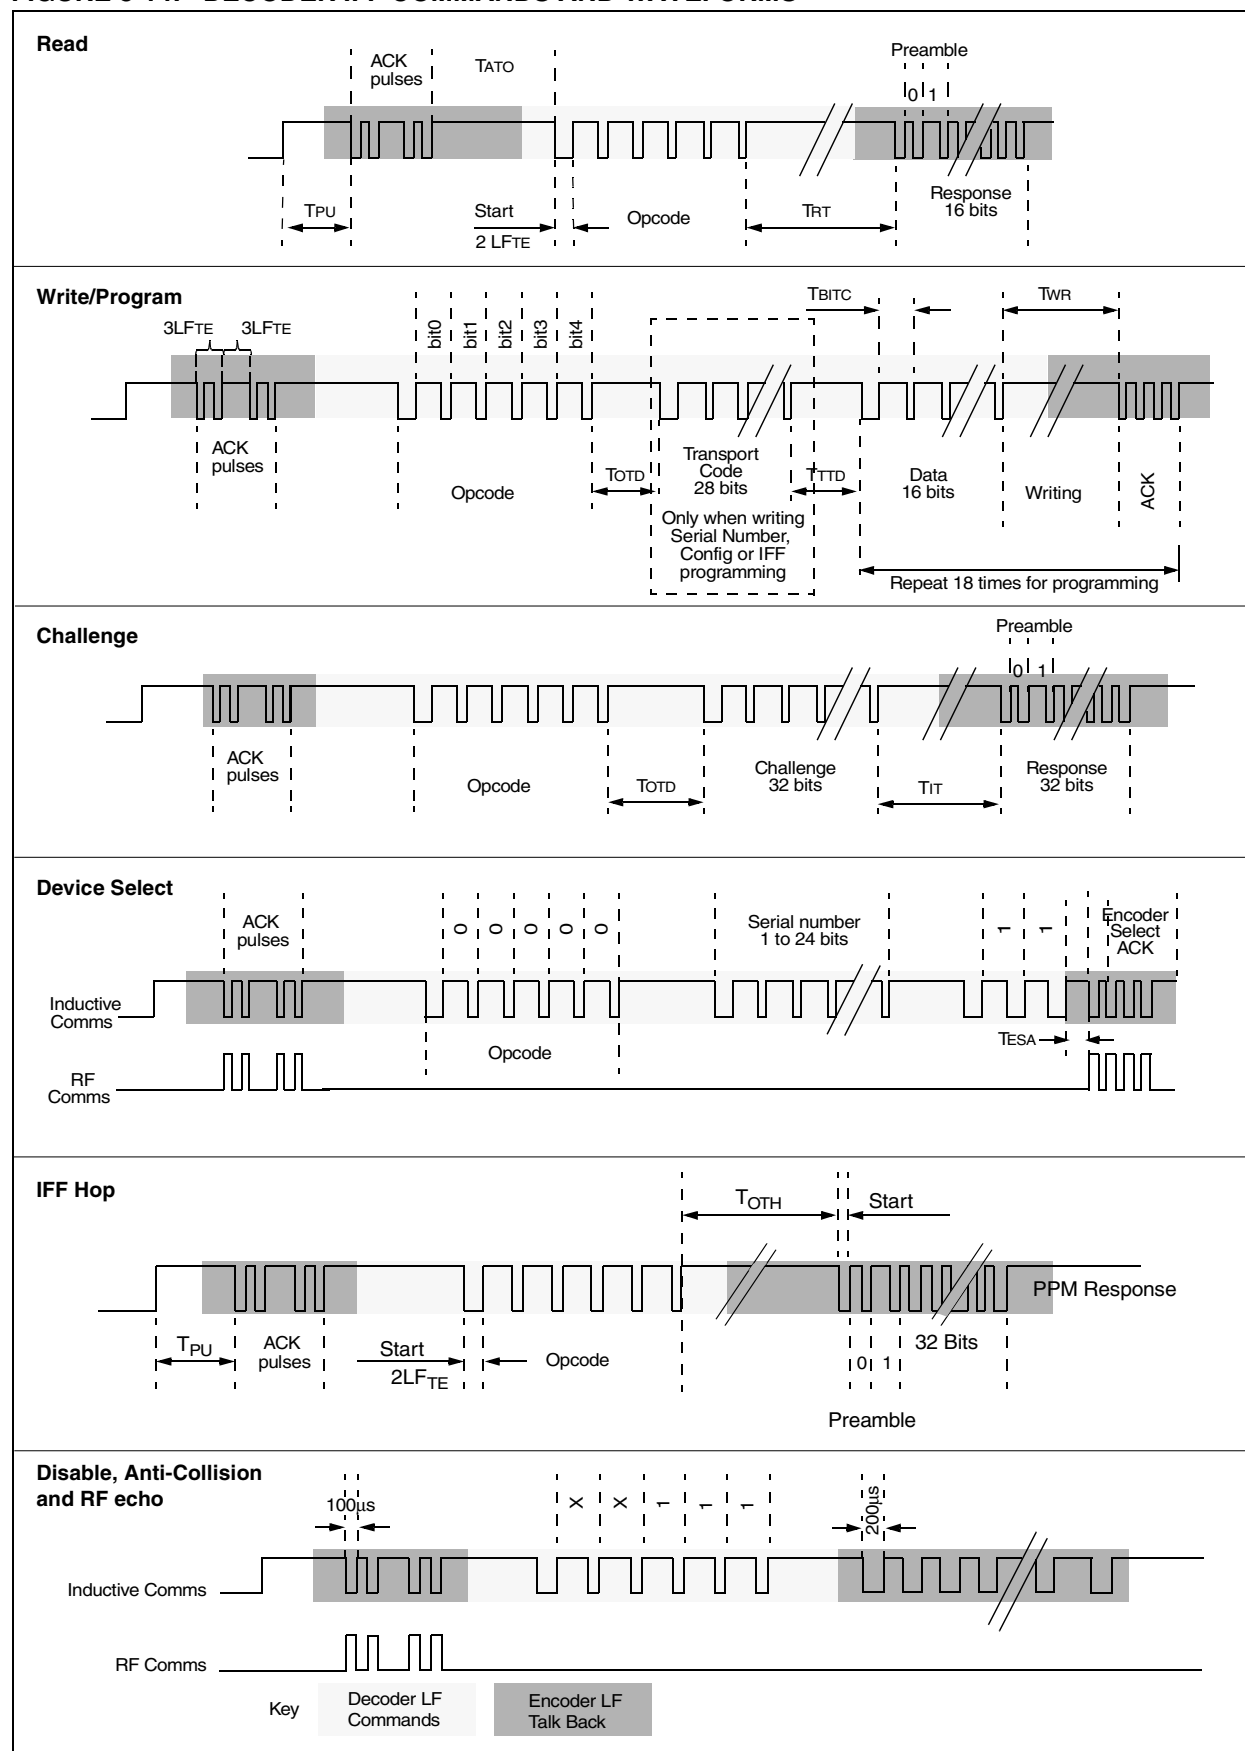 Read
ACK
pulses
TATO
Preamble
0 1
TPU
Start
2 LFTE
Opcode
TRT
Response
16 bits
Write/Program
3LFTE 3LFTE
bit0 bit1 bit2 bit3 bit4
TBITC
TWR
ACK
pulses
Opcode
TOTD
Transport
Code
28 bits
TTTD
Data
16 bits
Writing
ACK
Only when writing
Serial Number,
Config or IFF
programming
Repeat 18 times for programming
Challenge
Preamble
0 1
ACK
pulses
Opcode
TOTD
Challenge
32 bits
TIT
Response
32 bits
Device Select
ACK
pulses
0 0 0 0 0
Serial number
1 to 24 bits
1 1
Encoder
Select
ACK
Inductive
Comms
Opcode
TESA
RF
Comms
IFF Hop
TOTH
Start
PPM Response
TPU
ACK
pulses
Start
2LFTE
Opcode
0 1
32 Bits
Preamble
Disable, Anti-Collision
and RF echo
100µs
X X 1 1 1
200µs
Inductive Comms
RF Comms
Key
Decoder LF
Commands
Encoder LF
Talk Back